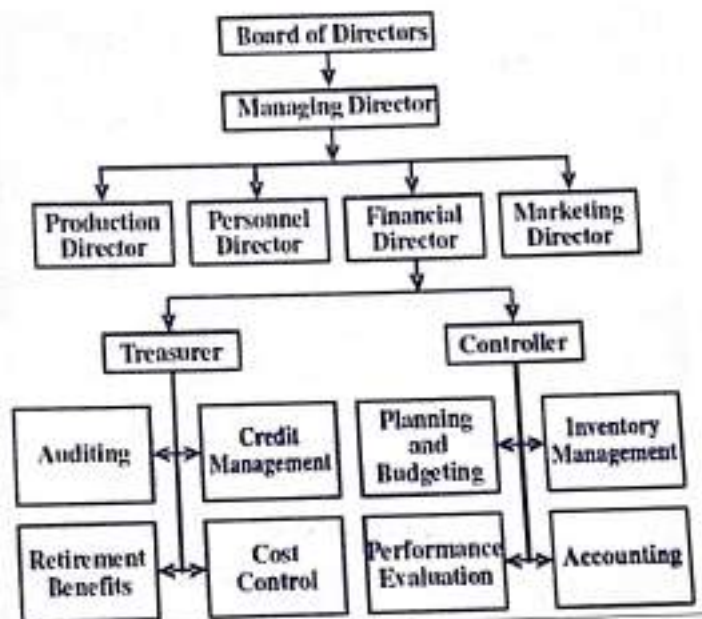 Board of Directors
Managing Director
Production
Director
Personnel
Director
Financial
Director
Marketing
Director
Treasurer
Controller
Auditing
Credit
Management
Planning
and
Budgeting
Inventory
Management
Retirement
Benefits
Cost
Control
Performance
Evaluation
Accounting